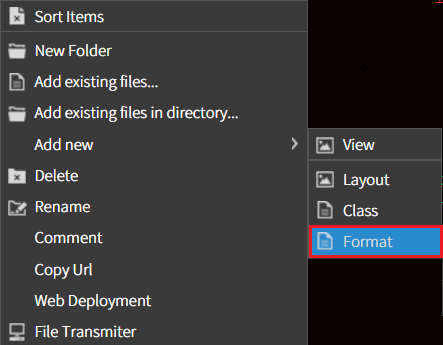 Sort Items
New Folder
Add existing files...
Add existing files in directory...
Add new
Delete
Rename
Comment
Copy Url
Web Deployment
File Transmiter
View
Layout
Class
Format